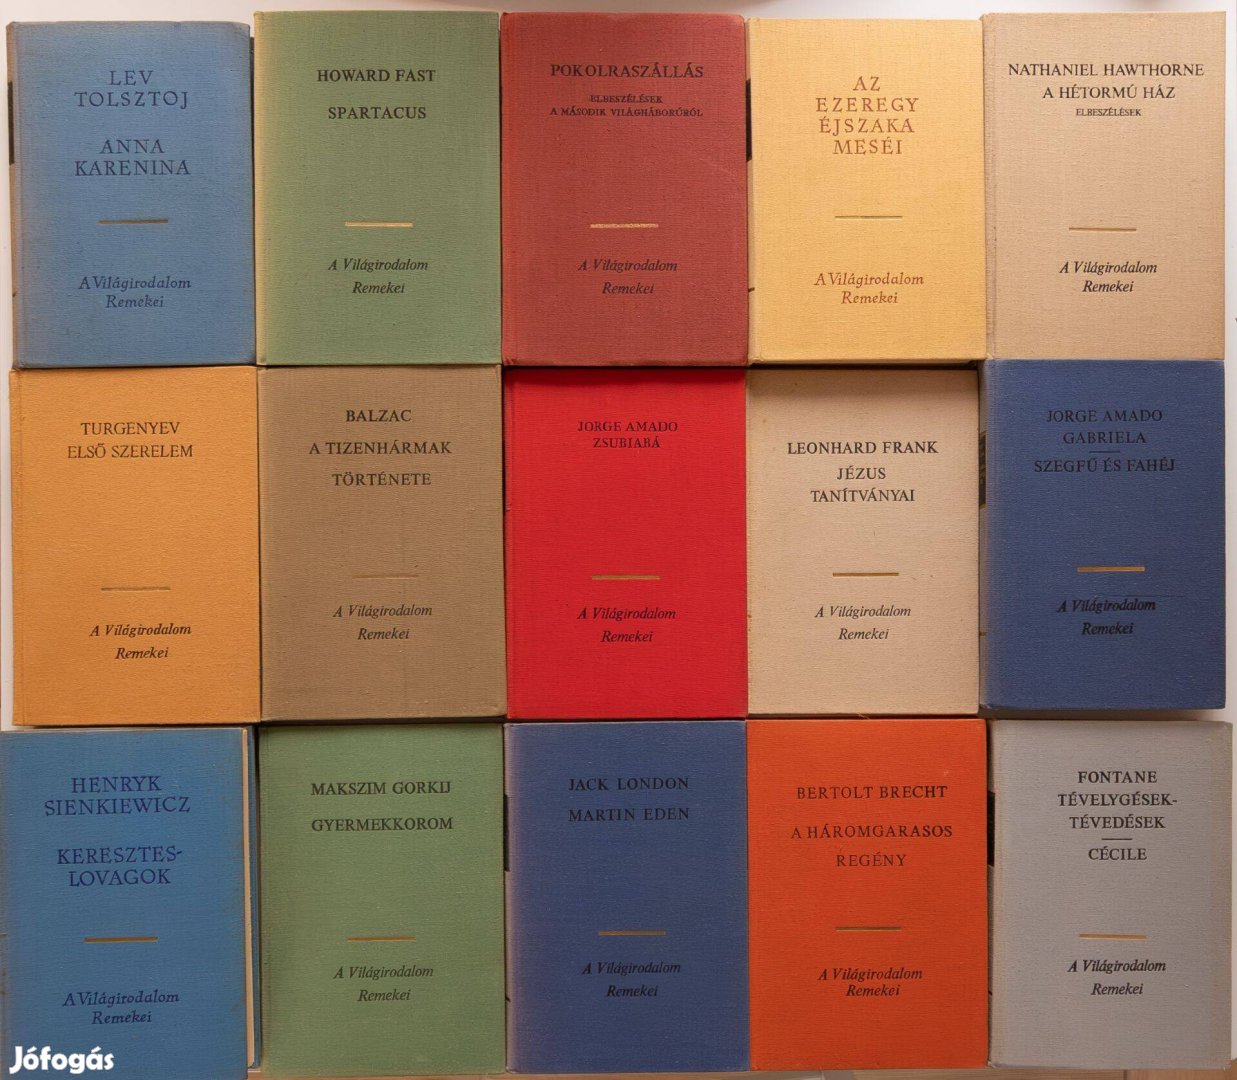 LEV
TOLSZTOJ
ANNA
KARENINA
A Világirodalom
Remekei
HOWARD FAST
SPARTACUS
A Világirodalom
Remekei
POKOLRASZÁLLÁS
ELBESZÉLÉSEK
A MÁSODIK VILÁGHÁBORÚRÓL
A Világirodalom
Remekei
AZ
EZEREGY
ÉJSZAKA
MESÉI
A Világirodalom
Remekei
NATHANIEL HAWTHORNE
A HÉTORMÚ HÁZ
ELBESZÉLÉSEK
A Világirodalom
Remekei
TURGENYEV
ELSŐ SZERELEM
A Világirodalom
Remekei
BALZAC
A TIZENHÁRMAK
TÖRTÉNETE
A Világirodalom
Remekei
JORGE AMADO
ZSUBIABÁ
A Világirodalom
Remekei
LEONHARD FRANK
JÉZUS
TANÍTVÁNYAI
A Világirodalom
Remekei
JORGE AMADO
GABRIELA
SZEGFŰ ÉS FAHÉJ
A Világirodalom
Remekei
HENRYK
SIENKIEWICZ
KERESZTES-
LOVAGOK
A Világirodalom
Remekei
MAKSZIM GORKIJ
GYERMEKKOROM
A Világirodalom
Remekei
JACK LONDON
MARTIN EDEN
A Világirodalom
Remekei
BERTOLT BRECHT
A HÁROMGARASOS
REGÉNY
A Világirodalom
Remekei
FONTANE
TÉVELYGÉSEK-
TÉVEDÉSEK
CÉCILE
A Világirodalom
Remekei
Jófogás